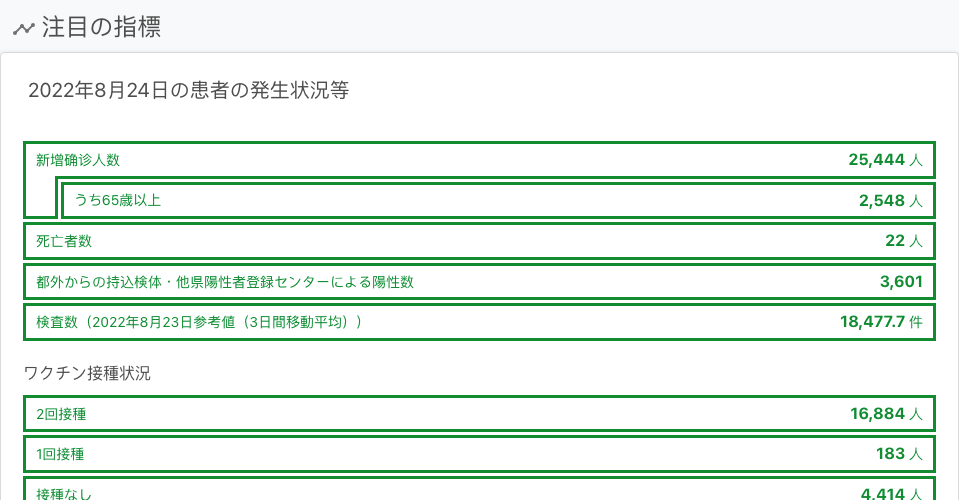 注目の指標
2022年8月24日の患者の発生状況等
新增确诊人数 25,444 人
うち65歳以上 2,548 人
死亡者数 22 人
都外からの持込検体・他県陽性者登録センターによる陽性数 3,601
検査数（2022年8月23日参考値（3日間移動平均）） 18,477.7 件
ワクチン接種状況
2回接種 16,884 人
1回接種 183 人
接種なし 4,414 人